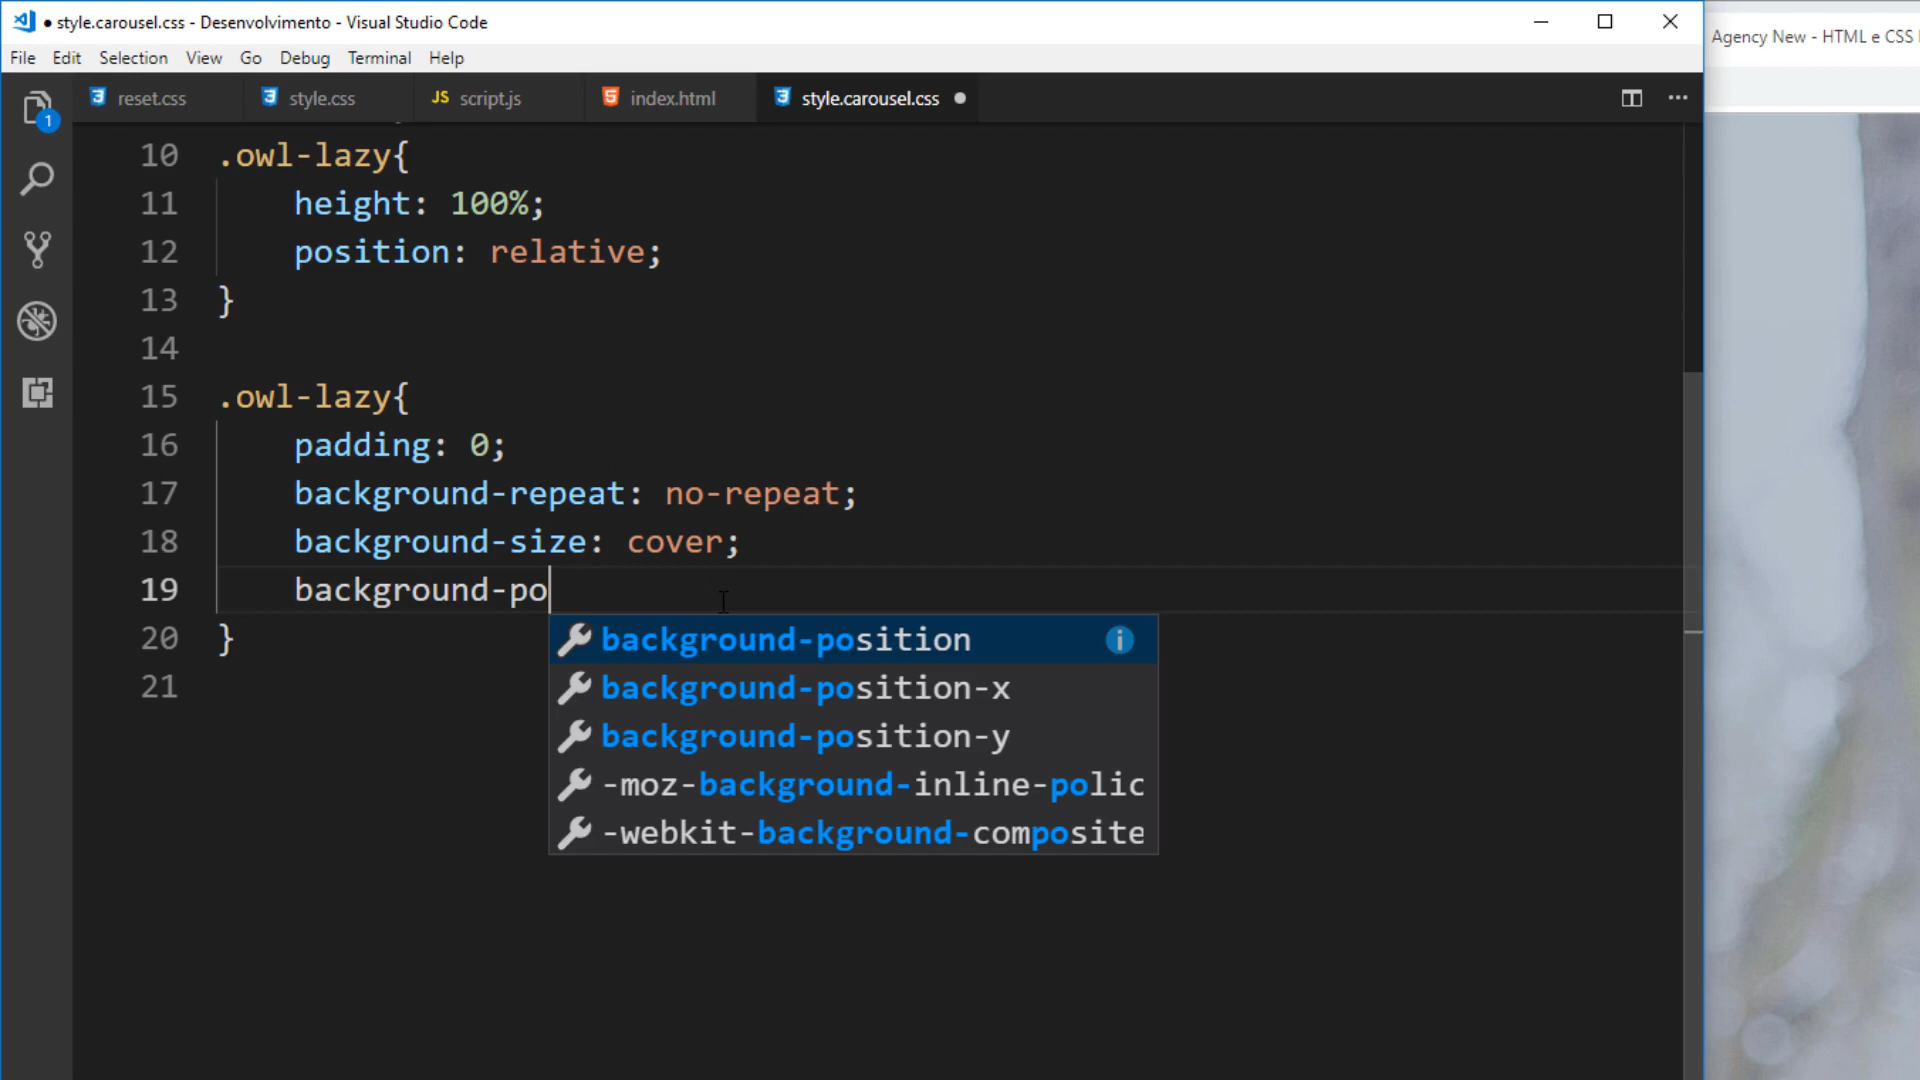 ● style.carousel.css - Desenvolvimento - Visual Studio Code
Agency New - HTML e CSS
File Edit Selection View Go Debug Terminal Help
reset.css style.css JS script.js index.html style.carousel.css ●
1
10 .owl-lazy{
11 height: 100%;
12 position: relative;
13 }
14
15 .owl-lazy{
16 padding: 0;
17 background-repeat: no-repeat;
18 background-size: cover;
19 background-po
20 }
21
background-position
background-position-x
background-position-y
-moz-background-inline-polic
-webkit-background-composite